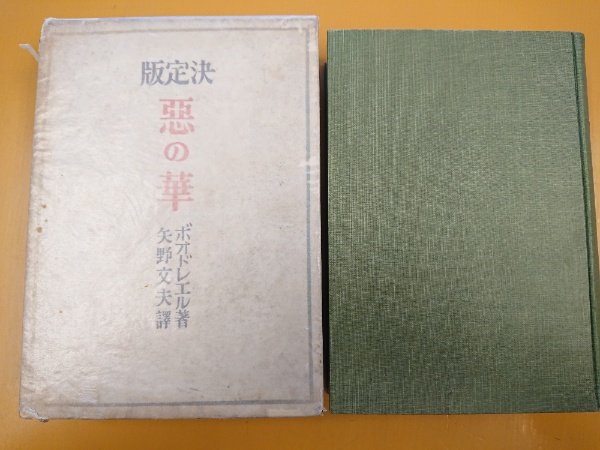 決定版
惡の華
ボオドレエル著
矢野文夫譯